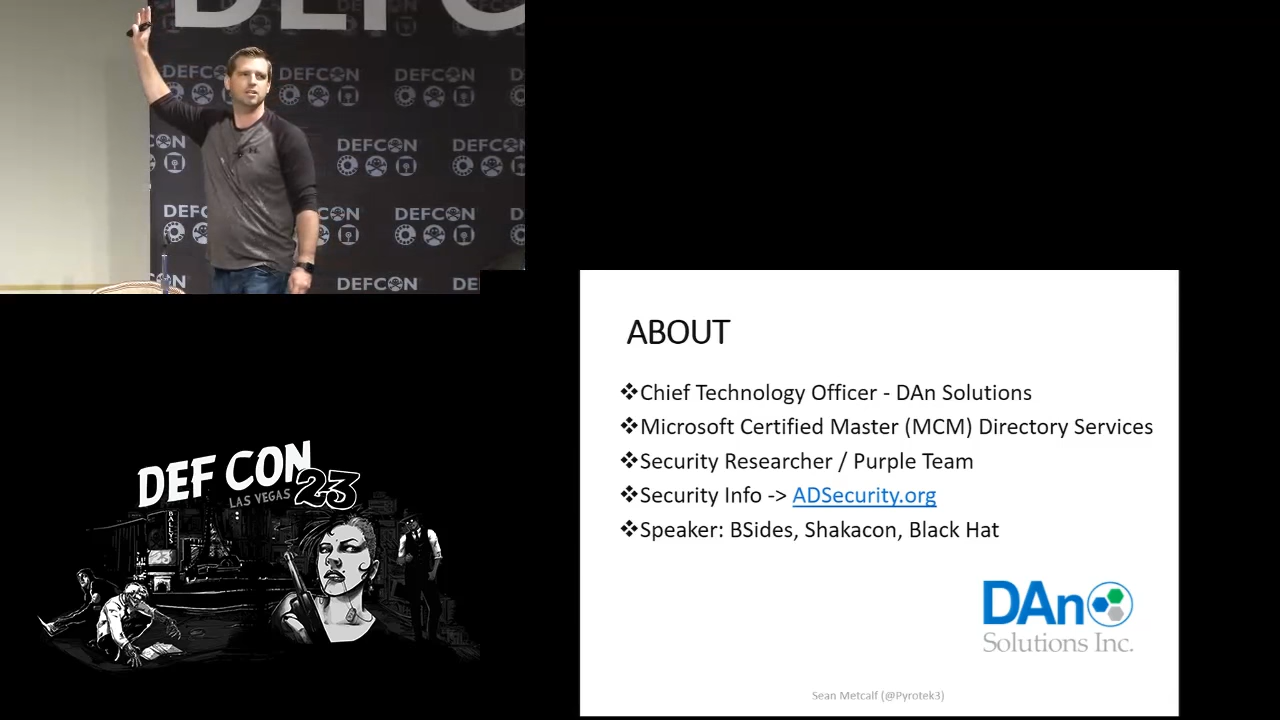 DEFCON
DEFCON
DEFCON
DEFCON
DEFCON
DEFCON
DEFCON
DEFCON
ABOUT
❖Chief Technology Officer - DAn Solutions
❖Microsoft Certified Master (MCM) Directory Services
❖Security Researcher / Purple Team
❖Security Info -> ADSecurity.org
❖Speaker: BSides, Shakacon, Black Hat
DAn
Solutions Inc.
Sean Metcalf (@Pyrotek3)
DEF CON 23
LAS VEGAS
BALLYS